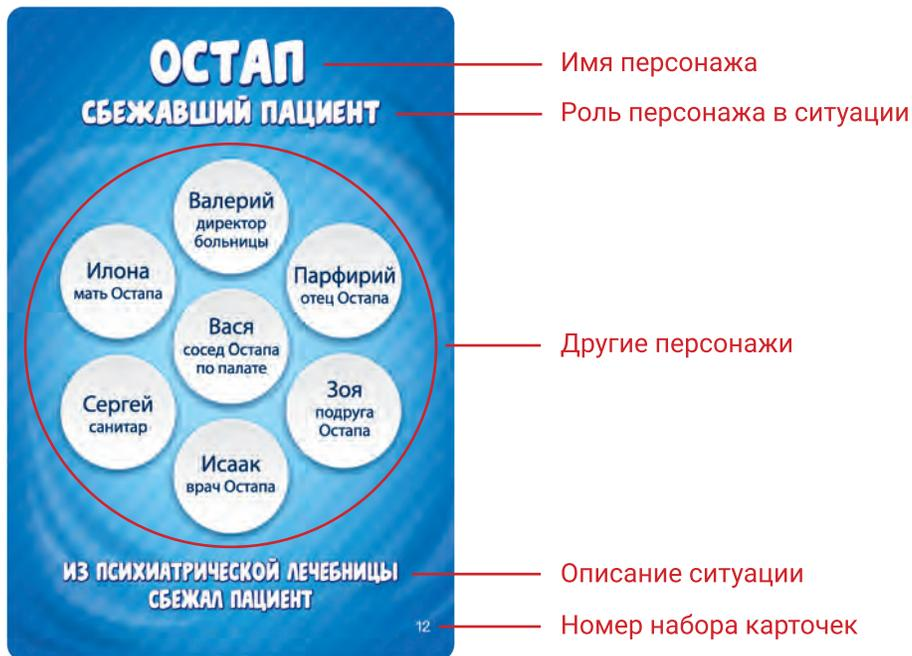 ОСТАП
Имя персонажа
СБЕЖАВШИЙ ПАЦИЕНТ
Роль персонажа в ситуации
Валерий
директор
больницы
Илона
мать Остапа
Парфирий
отец Остапа
Вася
сосед Остапа
по палате
Другие персонажи
Сергей
санитар
Зоя
подруга
Остапа
Исаак
врач Остапа
ИЗ ПСИХИАТРИЧЕСКОЙ ЛЕЧЕБНИЦЫ
СБЕЖАЛ ПАЦИЕНТ
Описание ситуации
12
Номер набора карточек